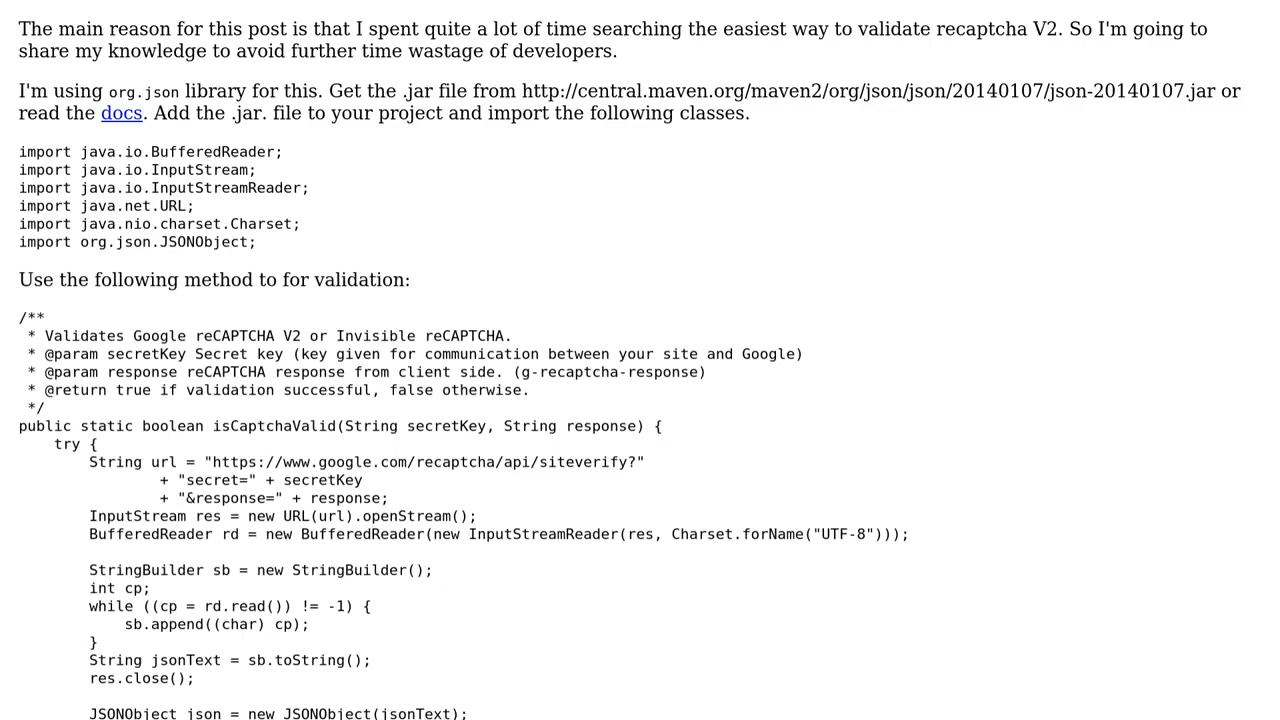 The main reason for this post is that I spent quite a lot of time searching the easiest way to validate recaptcha V2. So I'm going to
share my knowledge to avoid further time wastage of developers.
I'm using org.json library for this. Get the .jar file from http://central.maven.org/maven2/org/json/json/20140107/json-20140107.jar or
read the docs. Add the .jar. file to your project and import the following classes.
import java.io.BufferedReader;
import java.io.InputStream;
import java.io.InputStreamReader;
import java.net.URL;
import java.nio.charset.Charset;
import org.json.JSONObject;
Use the following method to for validation:
/**
 * Validates Google reCAPTCHA V2 or Invisible reCAPTCHA.
 * @param secretKey Secret key (key given for communication between your site and Google)
 * @param response reCAPTCHA response from client side. (g-recaptcha-response)
 * @return true if validation successful, false otherwise.
 */
public static boolean isCaptchaValid(String secretKey, String response) {
    try {
        String url = "https://www.google.com/recaptcha/api/siteverify?"
                + "secret=" + secretKey
                + "&response=" + response;
        InputStream res = new URL(url).openStream();
        BufferedReader rd = new BufferedReader(new InputStreamReader(res, Charset.forName("UTF-8")));
        StringBuilder sb = new StringBuilder();
        int cp;
        while ((cp = rd.read()) != -1) {
            sb.append((char) cp);
        }
        String jsonText = sb.toString();
        res.close();
        JSONObject json = new JSONObject(jsonText);